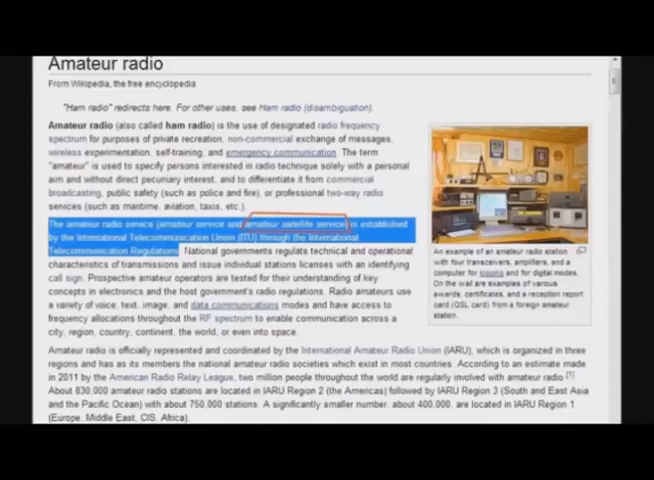 Amateur radio
From Wikipedia, the free encyclopedia
"Ham radio" redirects here. For other uses, see Ham radio (disambiguation).
Amateur radio (also called ham radio) is the use of designated radio frequency
spectrum for purposes of private recreation, non-commercial exchange of messages,
wireless experimentation, self-training, and emergency communication. The term
"amateur" is used to specify persons interested in radio technique solely with a personal
aim and without direct pecuniary interest, and to differentiate it from commercial
broadcasting, public safety (such as police and fire), or professional two-way radio
services (such as maritime, aviation, taxis, etc.).
The amateur radio service (amateur service and amateur satellite service) is established
by the International Telecommunication Union (ITU) through the International
Telecommunication Regulations. National governments regulate technical and operational
characteristics of transmissions and issue individual stations licenses with an identifying
call sign. Prospective amateur operators are tested for their understanding of key
concepts in electronics and the host government's radio regulations. Radio amateurs use
a variety of voice, text, image, and data communications modes and have access to
frequency allocations throughout the RF spectrum to enable communication across a
city, region, country, continent, the world, or even into space.
An example of an amateur radio station
with four transceivers, amplifiers, and a
computer for logging and for digital modes.
On the wall are examples of various
awards, certificates, and a reception report
card (QSL card) from a foreign amateur
station.
Amateur radio is officially represented and coordinated by the International Amateur Radio Union (IARU), which is organized in three
regions and has as its members the national amateur radio societies which exist in most countries. According to an estimate made
in 2011 by the American Radio Relay League, two million people throughout the world are regularly involved with amateur radio.[1]
About 830,000 amateur radio stations are located in IARU Region 2 (the Americas) followed by IARU Region 3 (South and East Asia
and the Pacific Ocean) with about 750,000 stations. A significantly smaller number, about 400,000, are located in IARU Region 1
(Europe, Middle East, CIS, Africa).